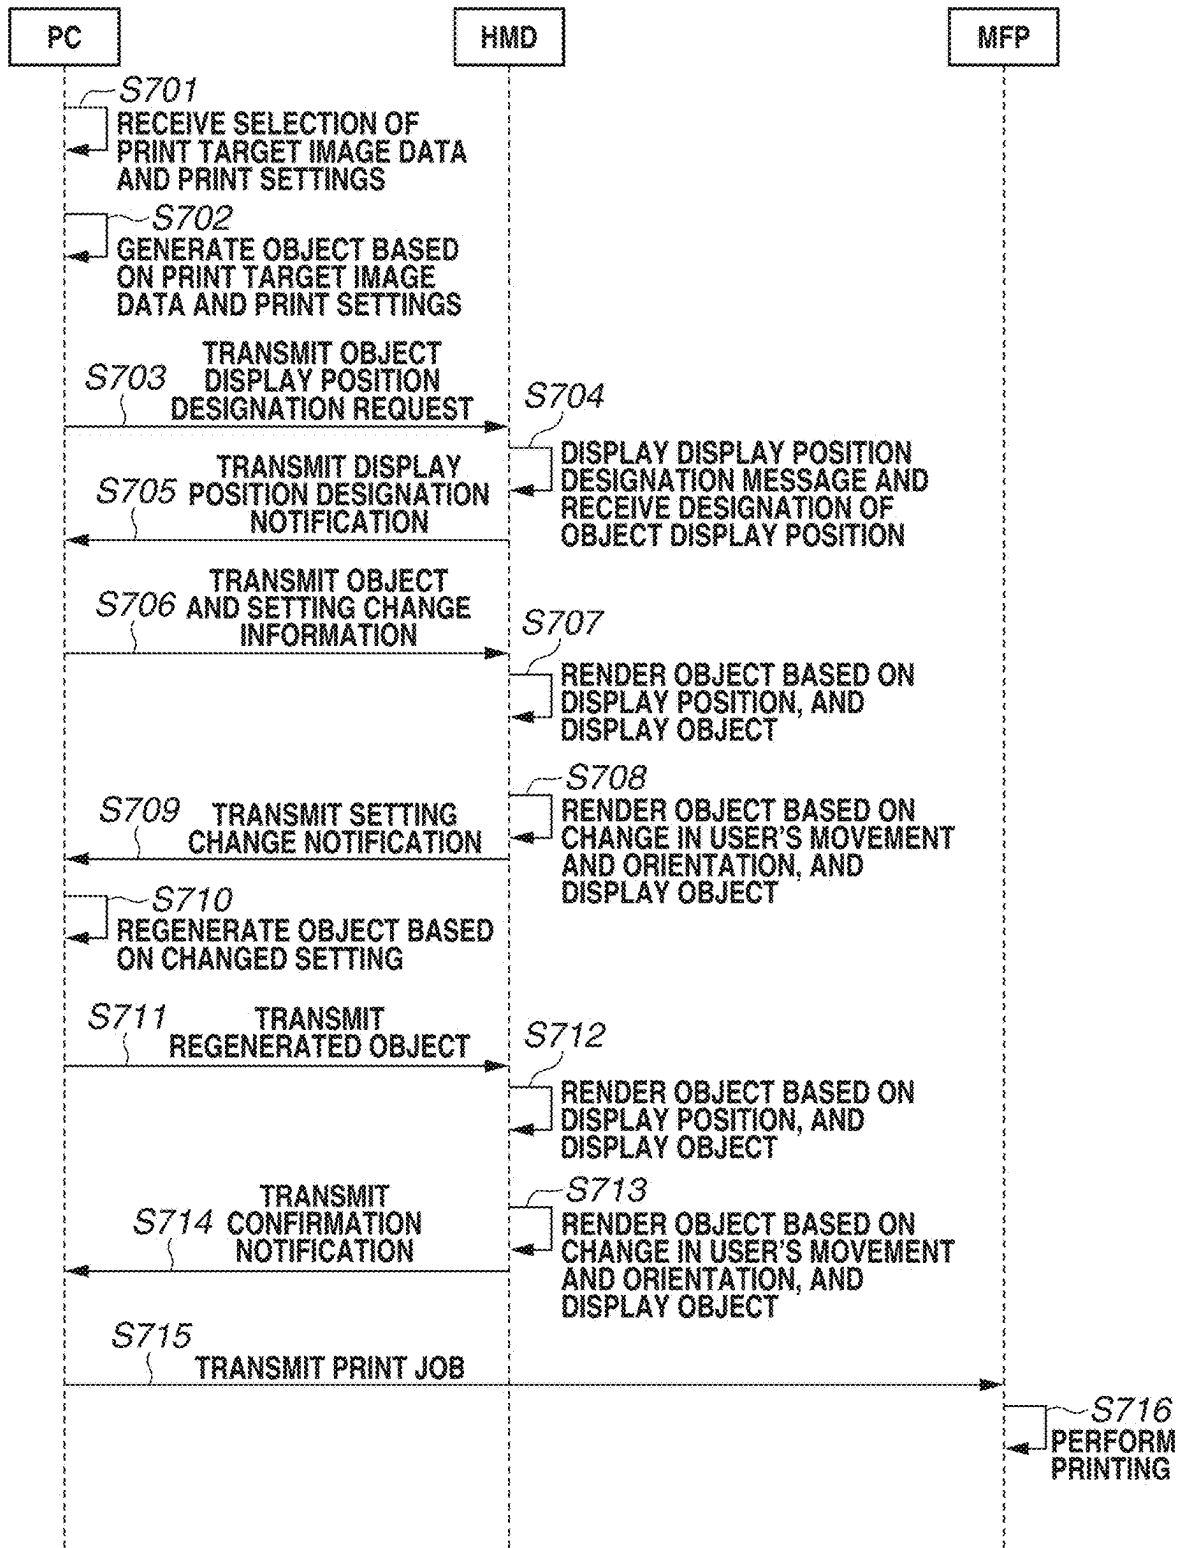 PC
HMD
MFP
S701
RECEIVE SELECTION OF
PRINT TARGET IMAGE DATA
AND PRINT SETTINGS
S702
GENERATE OBJECT BASED
ON PRINT TARGET IMAGE
DATA AND PRINT SETTINGS
S703
TRANSMIT OBJECT
DISPLAY POSITION
DESIGNATION REQUEST
S704
DISPLAY DISPLAY POSITION
DESIGNATION MESSAGE AND
RECEIVE DESIGNATION OF
OBJECT DISPLAY POSITION
S705
TRANSMIT DISPLAY
POSITION DESIGNATION
NOTIFICATION
S706
TRANSMIT OBJECT
AND SETTING CHANGE
INFORMATION
S707
RENDER OBJECT BASED ON
DISPLAY POSITION, AND
DISPLAY OBJECT
S708
RENDER OBJECT BASED ON
CHANGE IN USER'S MOVEMENT
AND ORIENTATION, AND
DISPLAY OBJECT
S709
TRANSMIT SETTING
CHANGE NOTIFICATION
S710
REGENERATE OBJECT BASED
ON CHANGED SETTING
S711
TRANSMIT
REGENERATED OBJECT
S712
RENDER OBJECT BASED ON
DISPLAY POSITION, AND
DISPLAY OBJECT
S713
RENDER OBJECT BASED ON
CHANGE IN USER'S MOVEMENT
AND ORIENTATION, AND
DISPLAY OBJECT
S714
TRANSMIT
CONFIRMATION
NOTIFICATION
S715
TRANSMIT PRINT JOB
S716
PERFORM
PRINTING